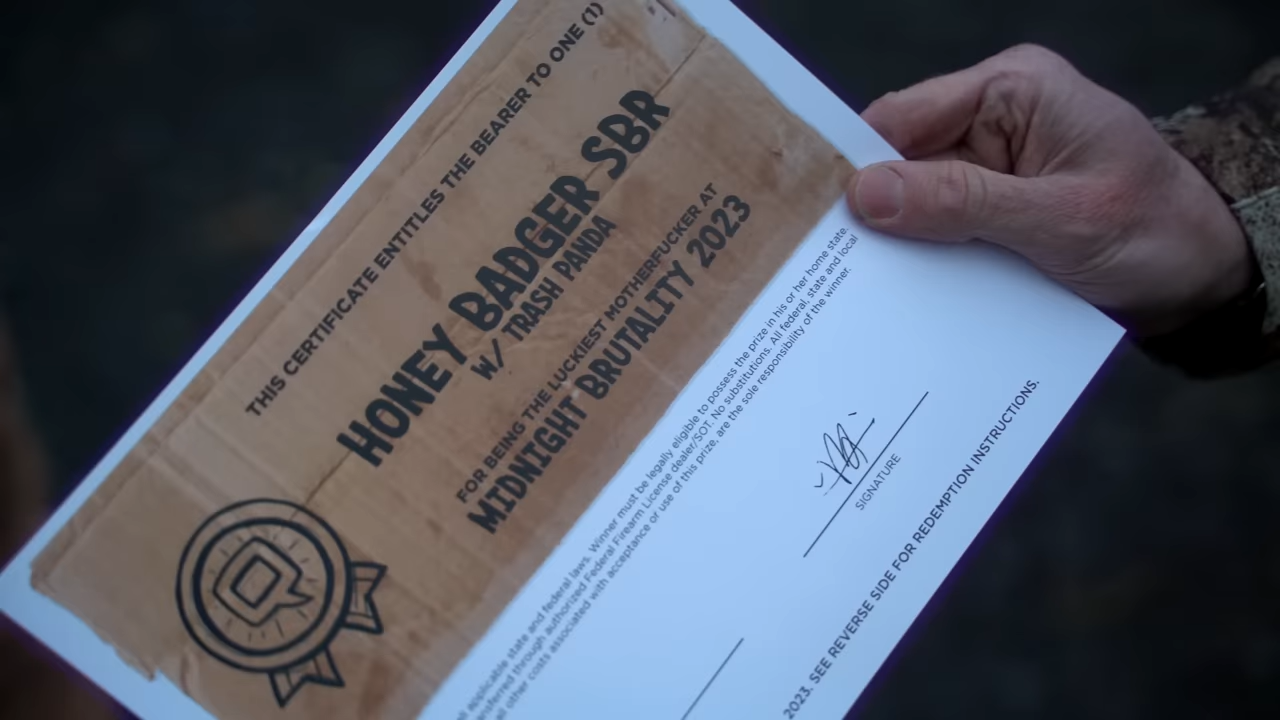 THIS CERTIFICATE ENTITLES THE BEARER TO ONE (1)
HONEY BADGER SBR
W/ TRASH PANDA
FOR BEING THE LUCKIEST MOTHERFUCKER AT
MIDNIGHT BRUTALITY 2023
applicable state and federal laws. Winner must be legally eligible to possess the prize in his or her home state.
through authorized Federal Firearm License dealer/SOT. No substitutions. All federal, state and local
other costs associated with acceptance or use of this prize, are the sole responsibility of the winner.
SIGNATURE
2023. SEE REVERSE SIDE FOR REDEMPTION INSTRUCTIONS.